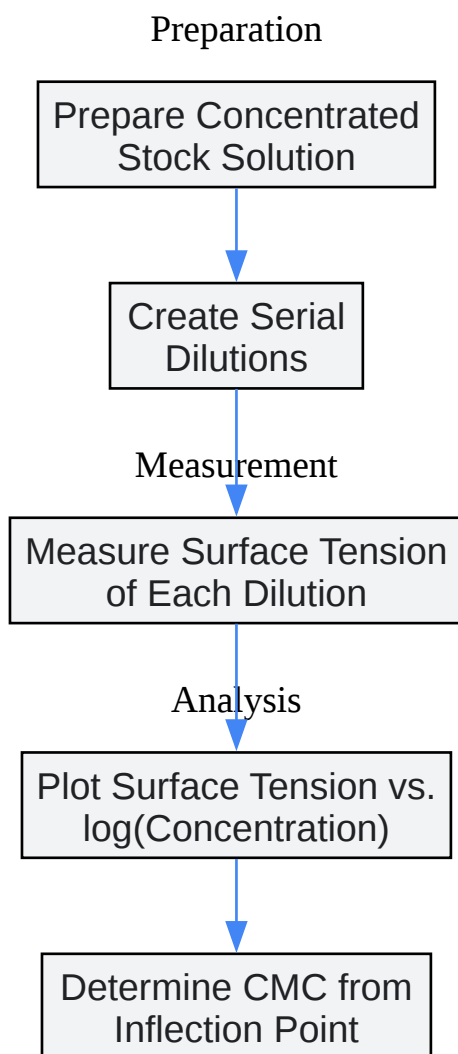 Preparation
Prepare Concentrated
Stock Solution
Create Serial
Dilutions
Measurement
Measure Surface Tension
of Each Dilution
Analysis
Plot Surface Tension vs.
log(Concentration)
Determine CMC from
Inflection Point